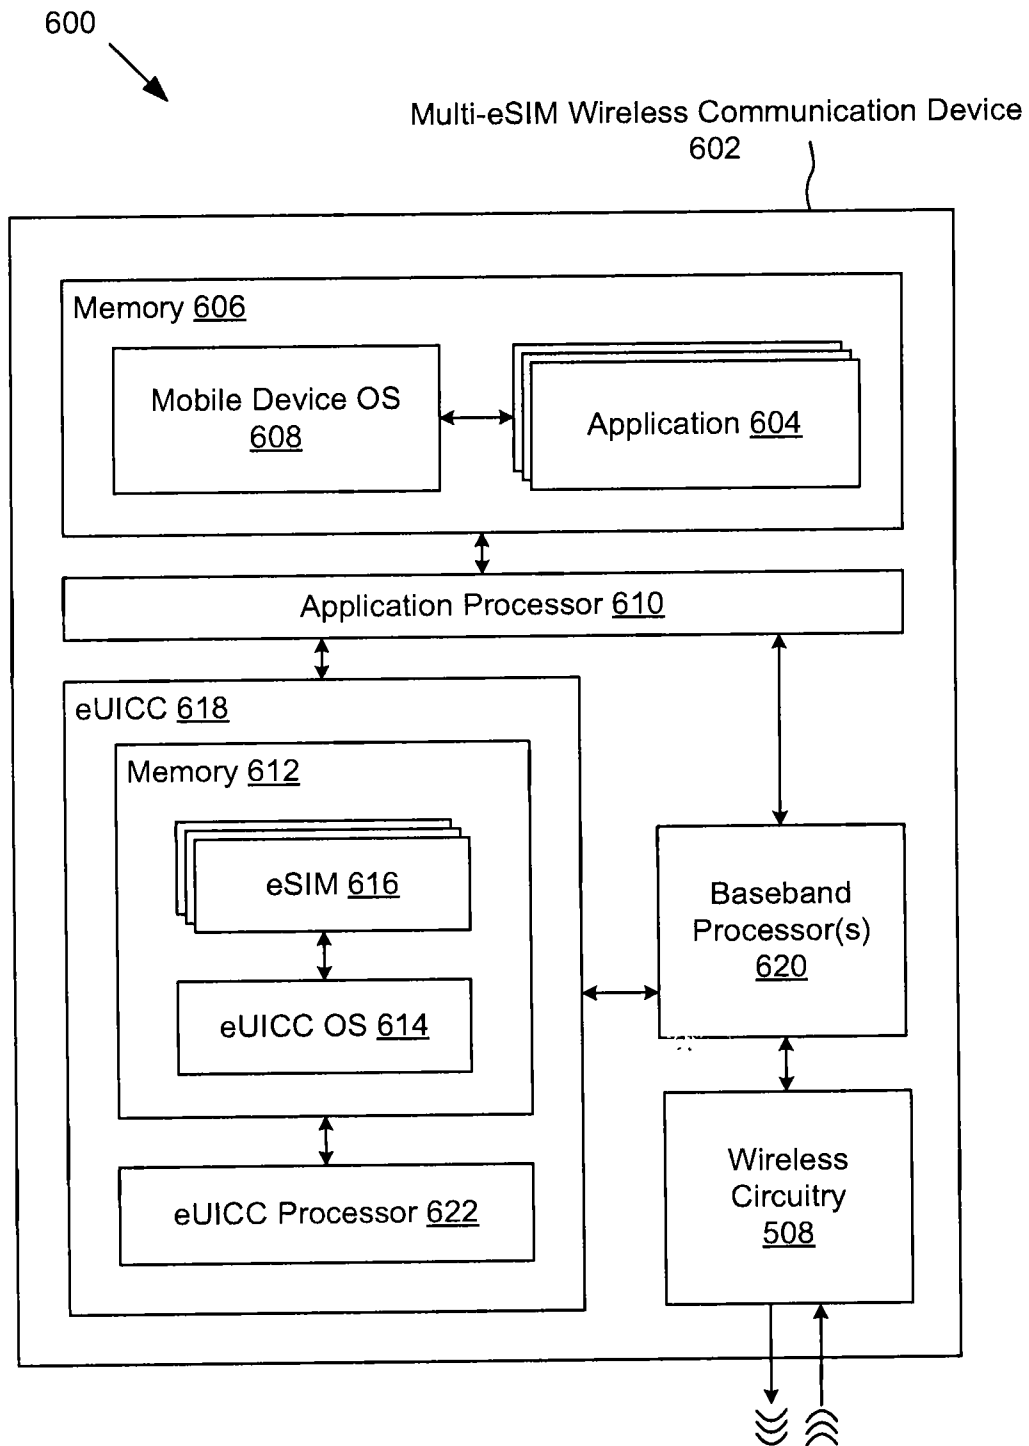 600
Multi-eSIM Wireless Communication Device
602
Memory 606
Mobile Device OS
608
Application 604
Application Processor 610
eUICC 618
Memory 612
eSIM 616
eUICC OS 614
eUICC Processor 622
Baseband
Processor(s)
620
Wireless
Circuitry
508